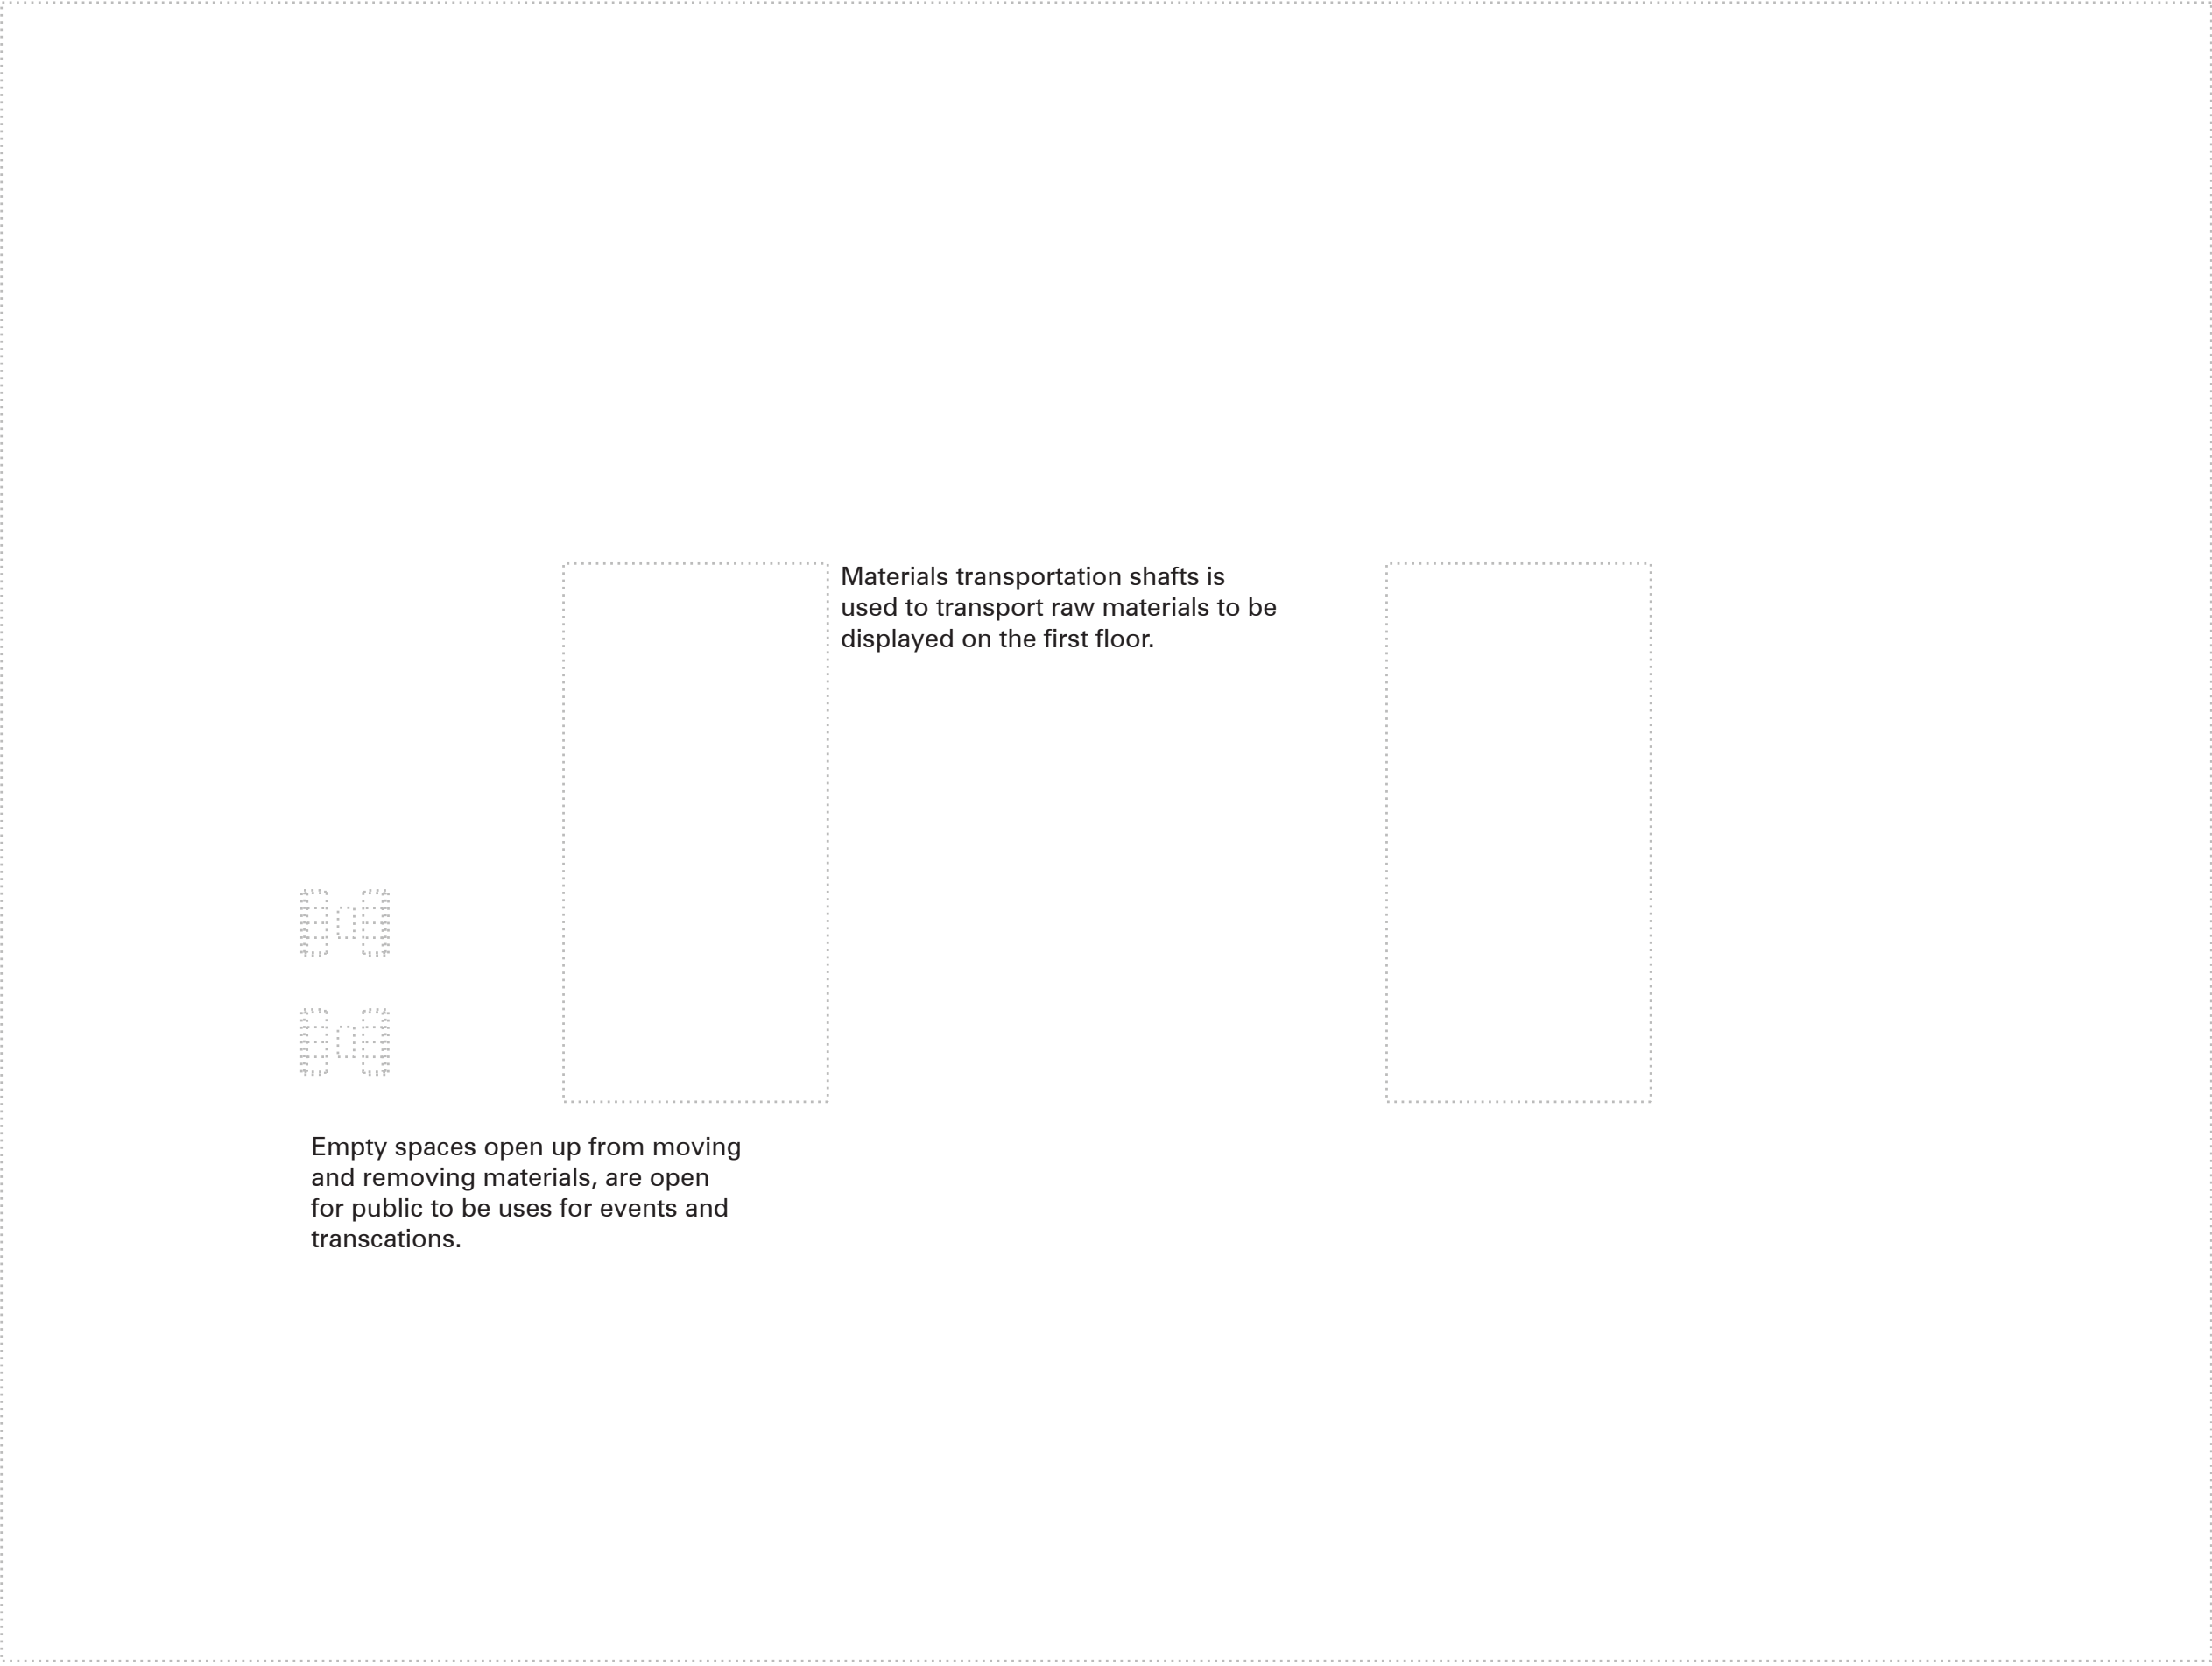 Materials transportation shafts is
used to transport raw materials to be
displayed on the first floor.
Empty spaces open up from moving
and removing materials, are open
for public to be uses for events and
transcations.